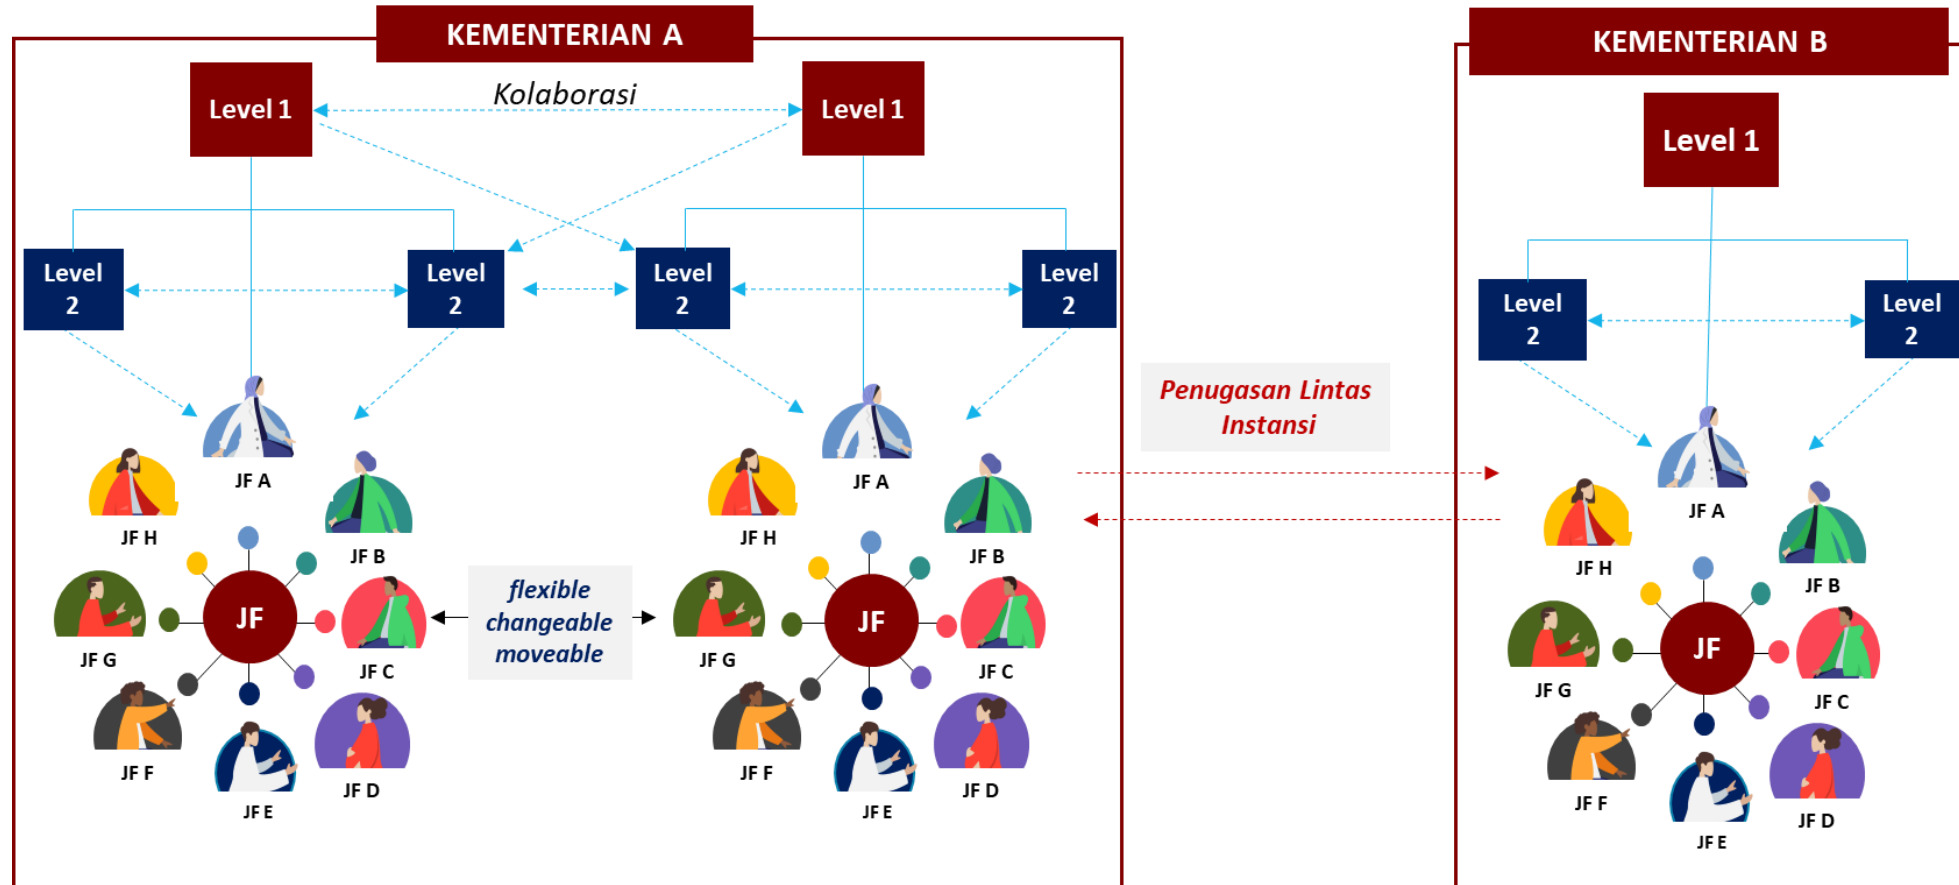 KEMENTERIAN A
Level 1
Kolaborasi
Level 1
Level
2
Level
2
Level
2
Level
2
JF A
JF H
JF B
JF
JF G
JF C
JF F
JF D
JF E
flexible
changeable
moveable
JF A
JF H
JF B
JF
JF G
JF C
JF F
JF D
JF E
Penugasan Lintas
Instansi
KEMENTERIAN B
Level 1
Level
2
Level
2
JF A
JF H
JF B
JF
JF G
JF C
JF F
JF D
JF E